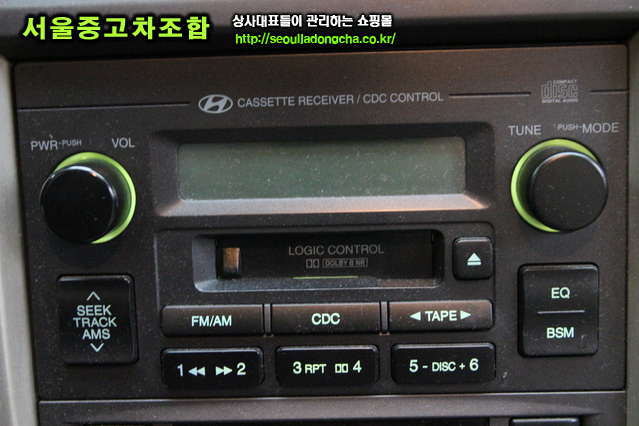 서울중고차조합
상사대표들이 관리하는 쇼핑몰
http://seoulladongcha.co.kr/
CASSETTE RECEIVER / CDC CONTROL
COMPACT
disc
DIGITAL AUDIO
PWR-PUSH VOL
TUNE PUSH-MODE
LOGIC CONTROL
DOLBY B NR
SEEK
TRACK
AMS
FM/AM CDC ◀ TAPE ▶
EQ
BSM
1 ◀◀ ▶▶ 2 3 RPT 4 5 - DISC + 6